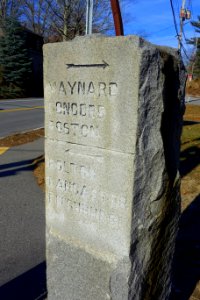 MAYNARD
CONCORD
BOSTON
BOLTON
LANCASTER
FITCHBURG